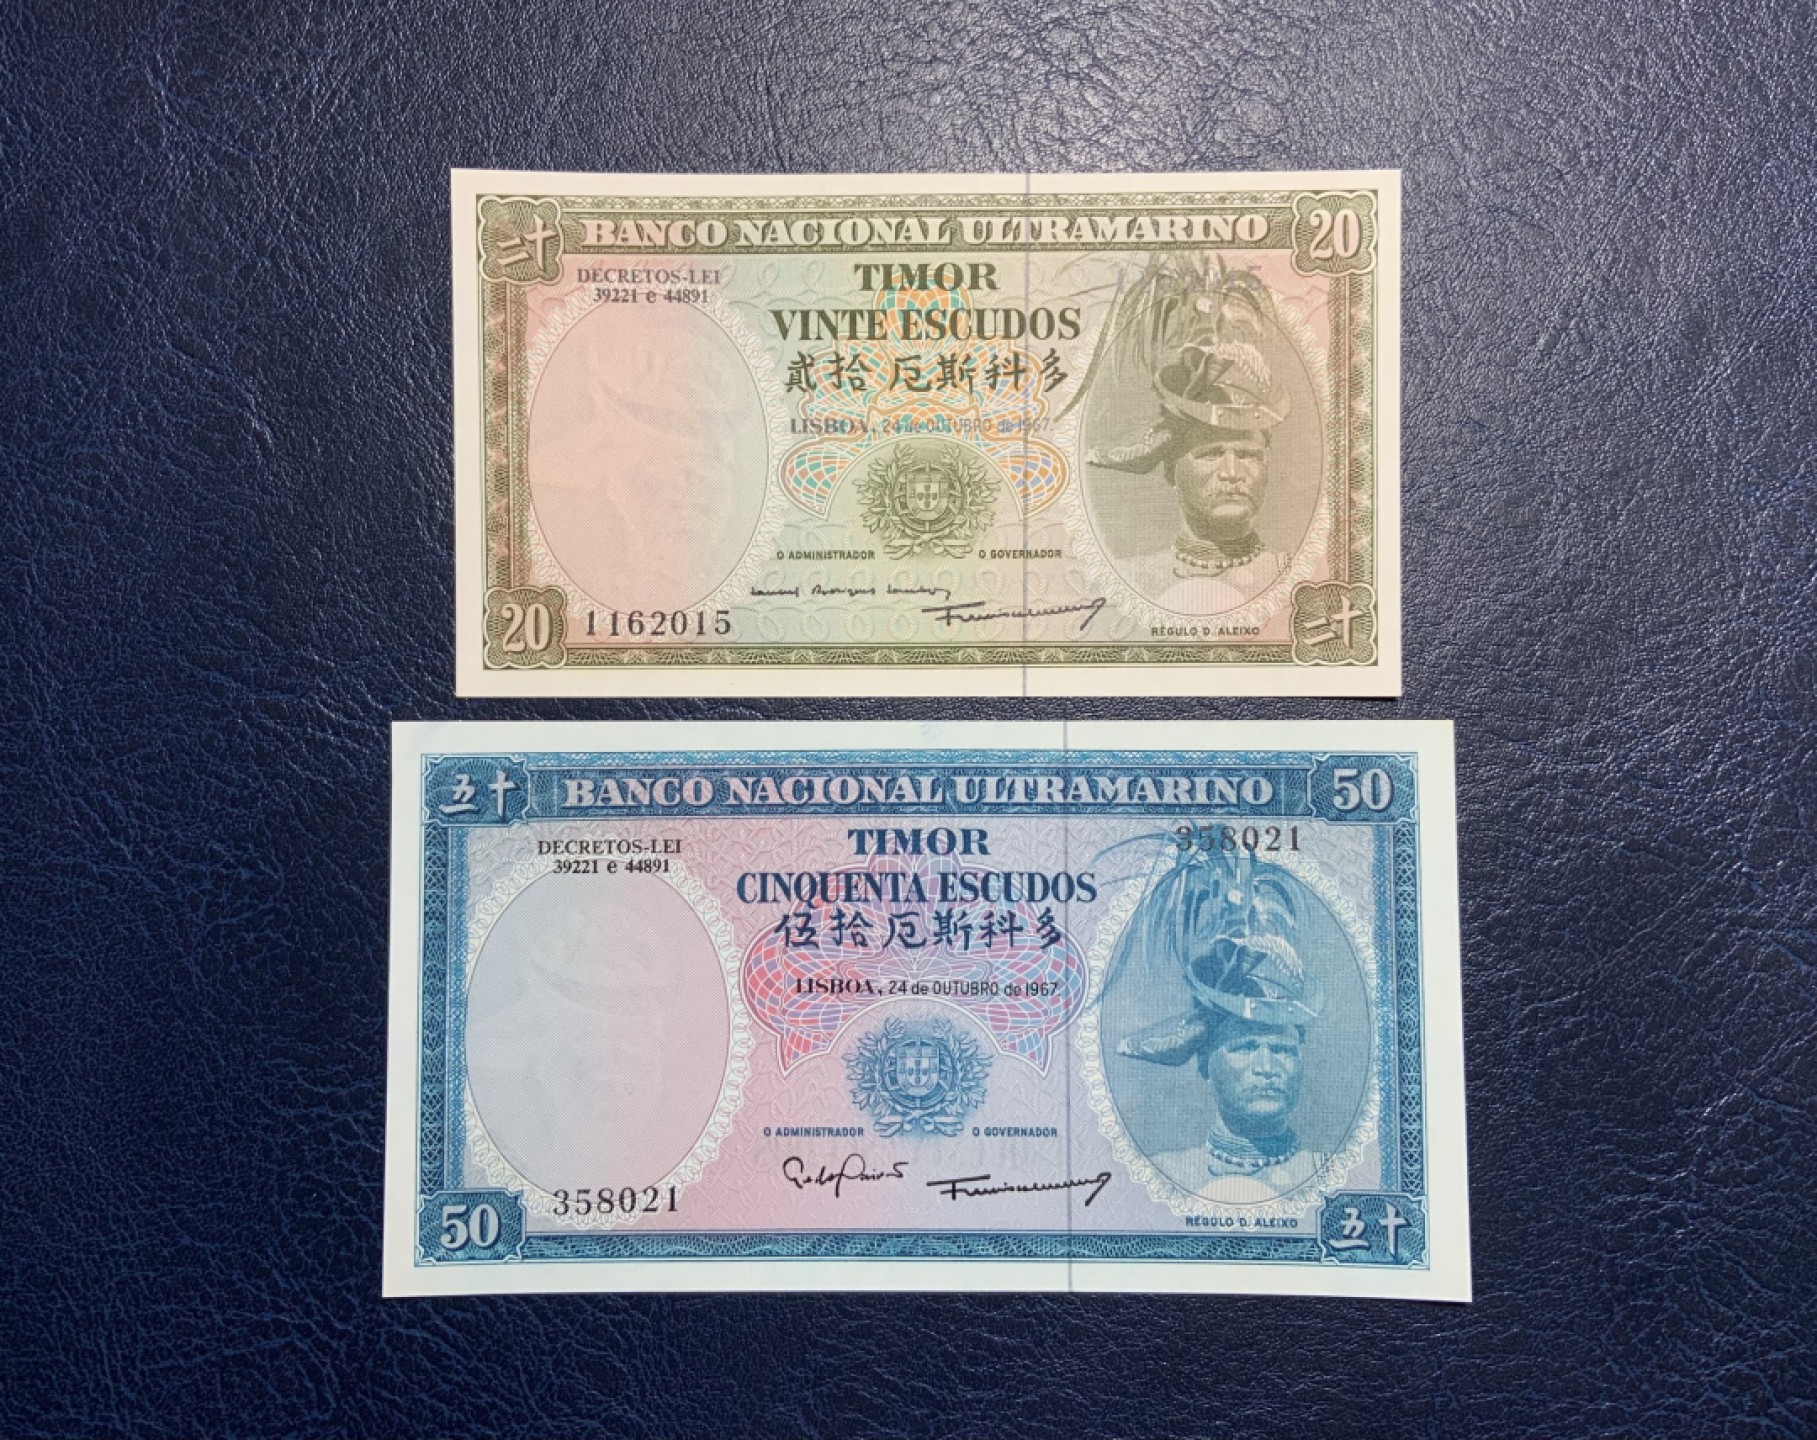 二十 BANCO NACIONAL ULTRAMARINO 20
DECRETOS-LEI
39221 e 44891
TIMOR
VINTE ESCUDOS
貳拾厄斯科多
LISBOA, 24 de OUTUBRO de 1967.
O ADMINISTRADOR O GOVERNADOR
20 1162015
RÉGULO D. ALEIXO
二十
五十 BANCO NACIONAL ULTRAMARINO 50
DECRETOS-LEI
39221 e 44891
TIMOR
358021
CINQUENTA ESCUDOS
伍拾厄斯科多
LISBOA, 24 de OUTUBRO de 1967
O ADMINISTRADOR O GOVERNADOR
358021
50
RÉGULO D. ALEIXO
五十